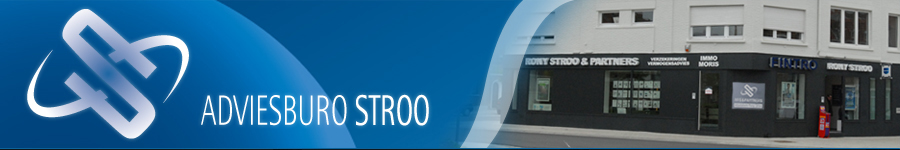 ADVIESBURO STROO
RONY STROO & PARTNERS
VERZEKERINGEN
VERMOGENSADVIES
IMMO
MORIS
RONY STROO